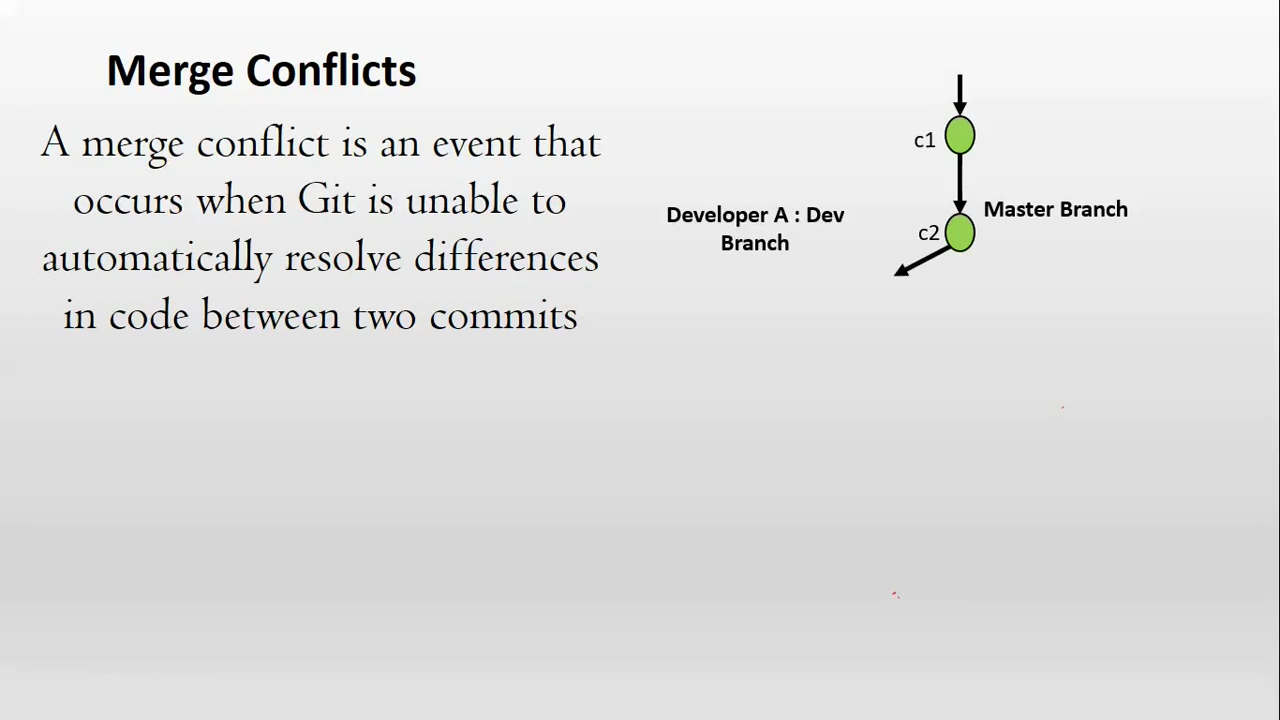 Merge Conflicts
A merge conflict is an event that
occurs when Git is unable to
automatically resolve differences
in code between two commits
c1
Developer A : Dev
Branch
c2
Master Branch